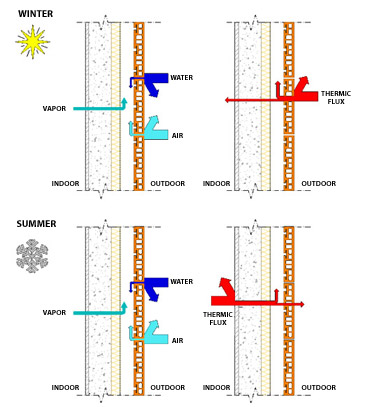 WINTER
WATER
VAPOR
AIR
THERMIC
FLUX
INDOOR
OUTDOOR
INDOOR
OUTDOOR
SUMMER
WATER
VAPOR
AIR
THERMIC
FLUX
INDOOR
OUTDOOR
INDOOR
OUTDOOR